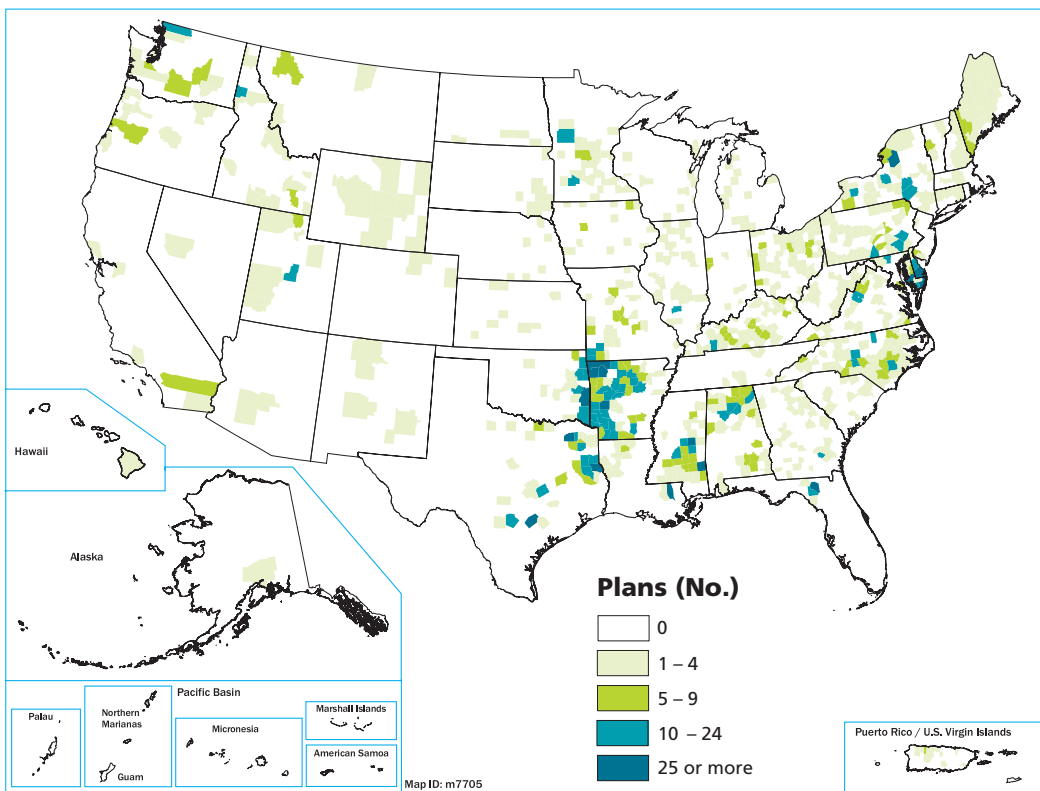 Hawaii
Alaska
Pacific Basin
Palau
Northern
Marianas
Guam
Micronesia
Marshall Islands
American Samoa
Map ID: m7705
Plans (No.)
0
1 – 4
5 – 9
10 – 24
25 or more
Puerto Rico / U.S. Virgin Islands